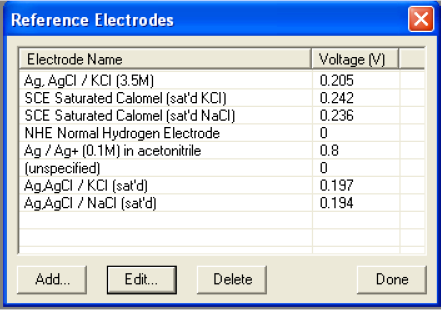 Reference Electrodes
Electrode Name Voltage (V)
Ag, AgCl / KCl (3.5M) 0.205
SCE Saturated Calomel (sat'd KCl) 0.242
SCE Saturated Calomel (sat'd NaCl) 0.236
NHE Normal Hydrogen Electrode 0
Ag / Ag+ (0.1M) in acetonitrile 0.8
(unspecified) 0
Ag,AgCl / KCl (sat'd) 0.197
Ag,AgCl / NaCl (sat'd) 0.194
Add... Edit... Delete Done